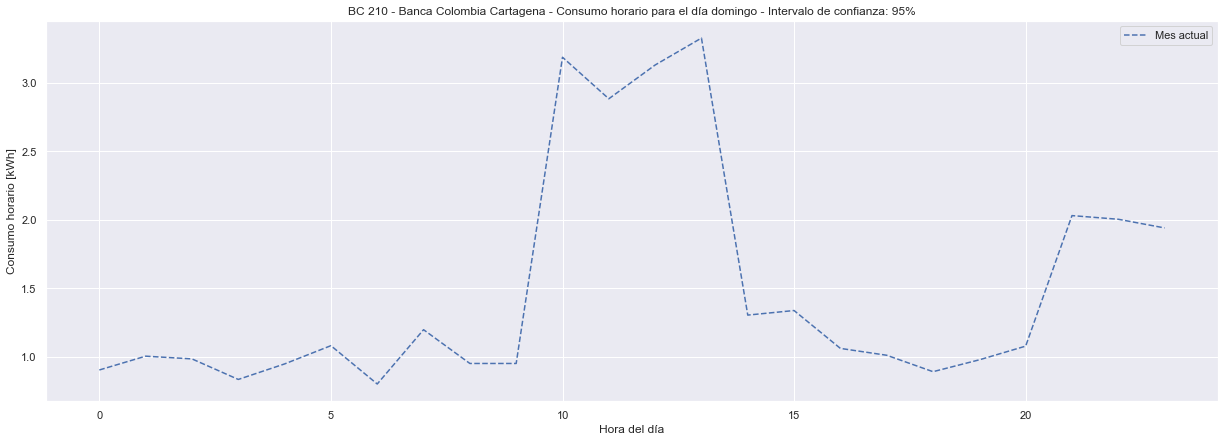 BC 210 - Banca Colombia Cartagena - Consumo horario para el día domingo - Intervalo de confianza: 95%
Mes actual
Consumo horario [kWh]
3.0
2.5
2.0
1.5
1.0
0 5 10 15 20
Hora del día